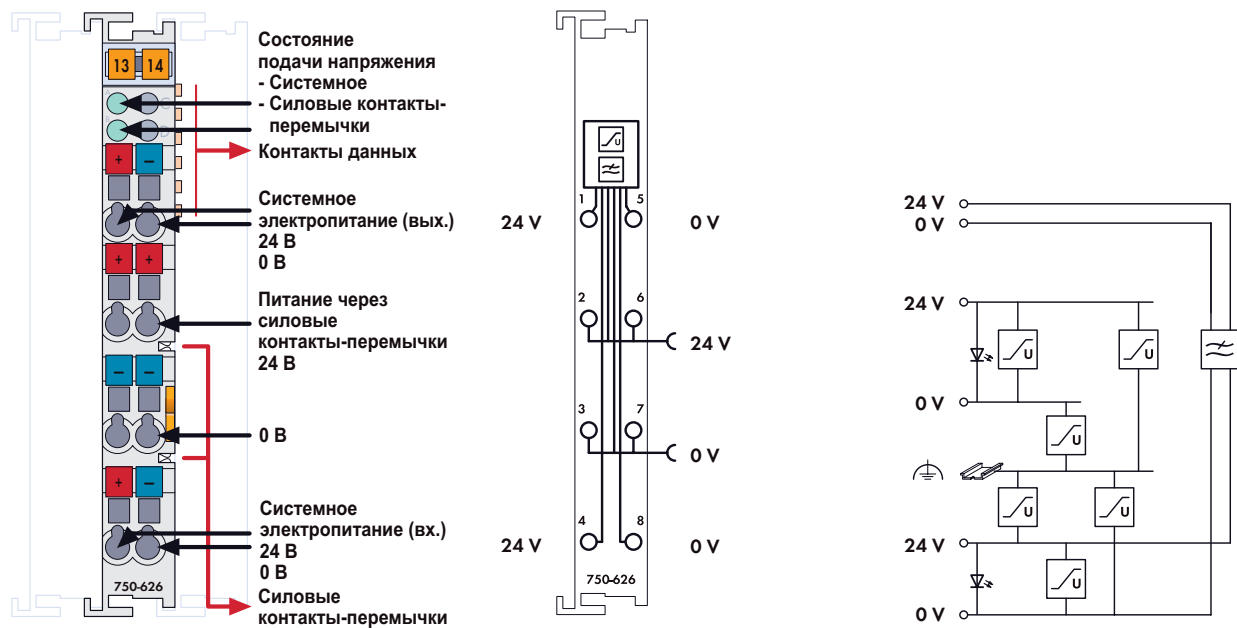 13 14
A C
B D
+ −
+ +
− −
+ −
750-626
Состояние
подачи напряжения
- Системное
- Силовые контакты-
перемычки
Контакты данных
Системное
электропитание (вых.)
24 В
0 В
Питание через
силовые
контакты-перемычки
24 В
0 В
Системное
электропитание (вх.)
24 В
0 В
Силовые
контакты-перемычки
U
1 5
24 V 0 V
2 6
24 V
3 7
0 V
4 8
24 V 0 V
750-626
24 V
0 V
24 V
U U
0 V
U
U U
24 V
U
0 V